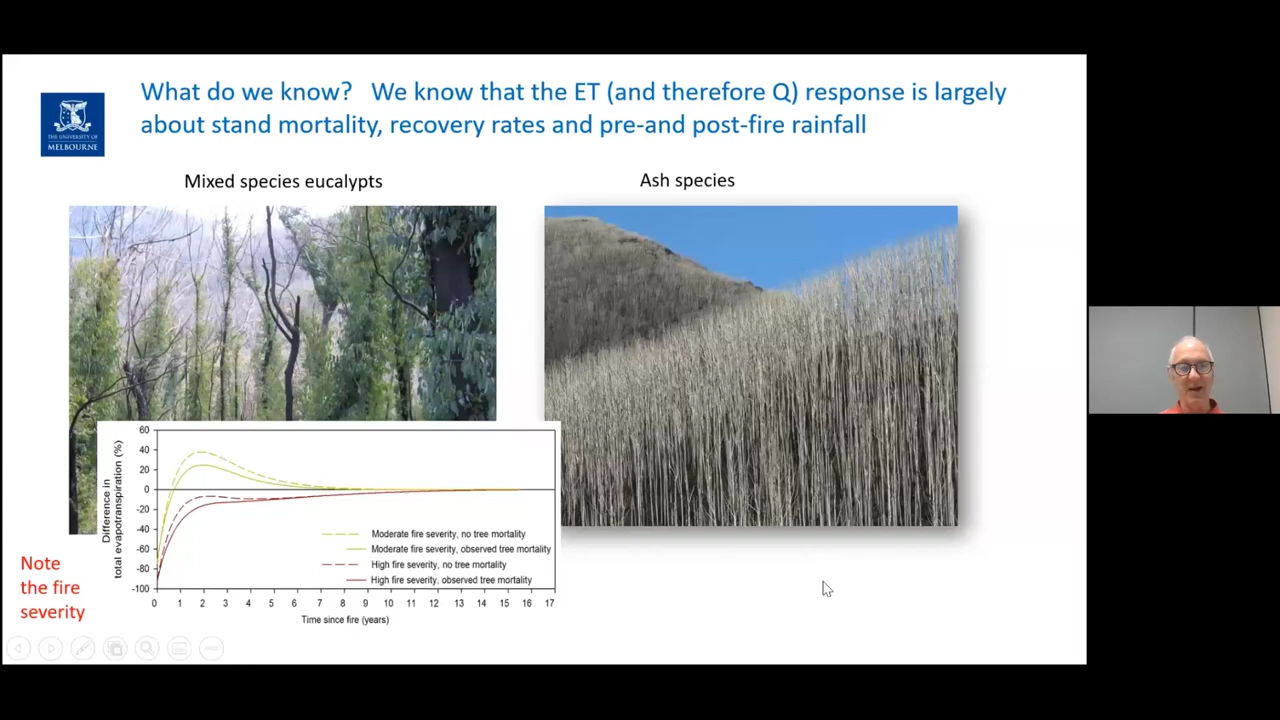 What do we know? We know that the ET (and therefore Q) response is largely
about stand mortality, recovery rates and pre-and post-fire rainfall
THE UNIVERSITY OF
MELBOURNE
Mixed species eucalypts
Ash species
Difference in
total evapotranspiration (%)
60
40
20
0
-20
-40
-60
-80
-100
Moderate fire severity, no tree mortality
Moderate fire severity, observed tree mortality
High fire severity, no tree mortality
High fire severity, observed tree mortality
0 1 2 3 4 5 6 7 8 9 10 11 12 13 14 15 16 17
Time since fire (years)
Note
the fire
severity